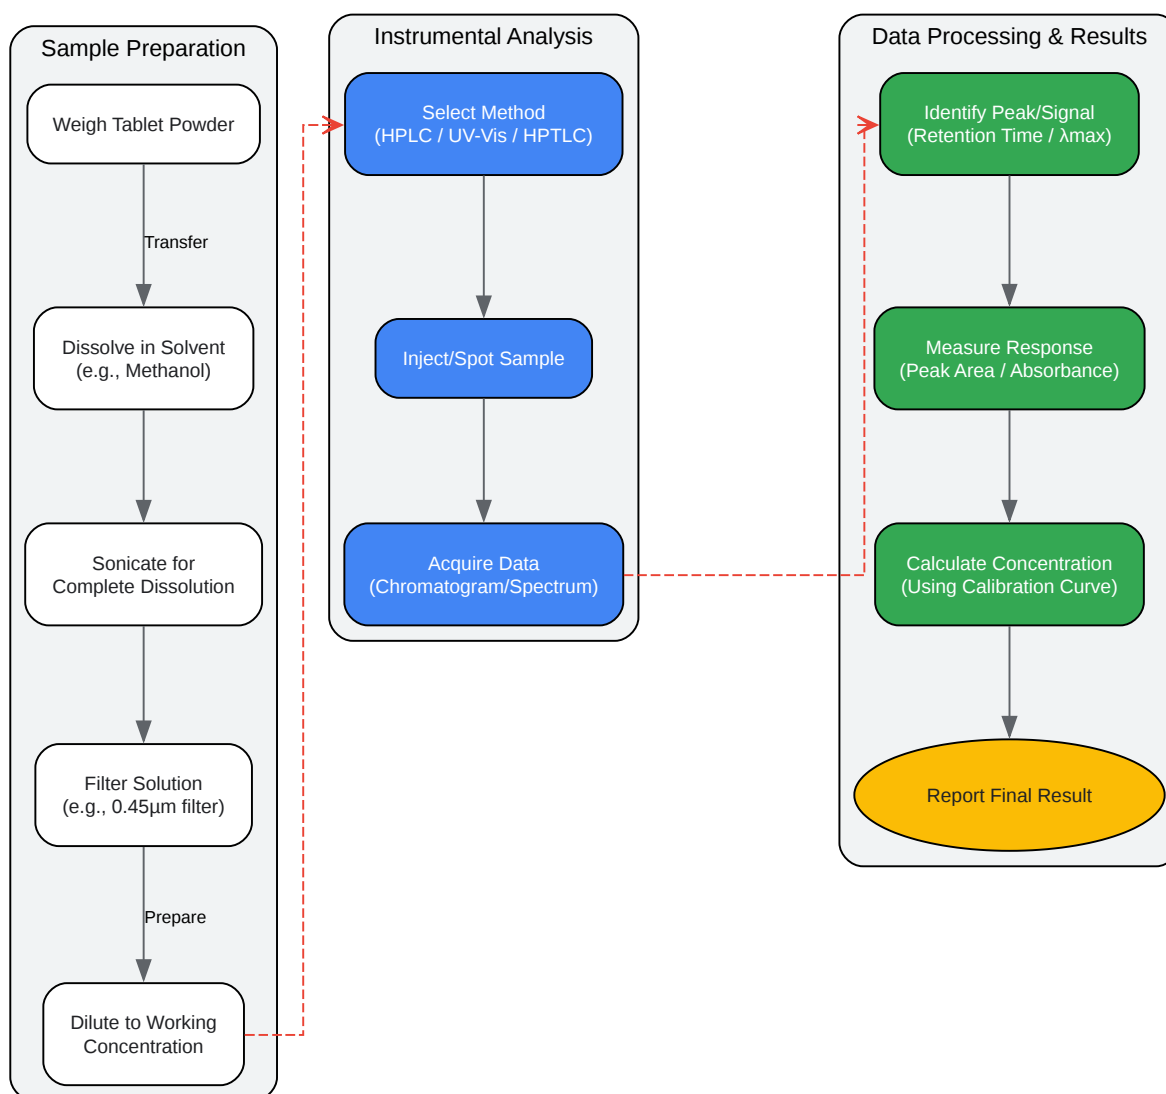 Sample Preparation
Weigh Tablet Powder
Transfer
Dissolve in Solvent
(e.g., Methanol)
Sonicate for
Complete Dissolution
Filter Solution
(e.g., 0.45µm filter)
Prepare
Dilute to Working
Concentration
Instrumental Analysis
Select Method
(HPLC / UV-Vis / HPTLC)
Inject/Spot Sample
Acquire Data
(Chromatogram/Spectrum)
Data Processing & Results
Identify Peak/Signal
(Retention Time / λmax)
Measure Response
(Peak Area / Absorbance)
Calculate Concentration
(Using Calibration Curve)
Report Final Result